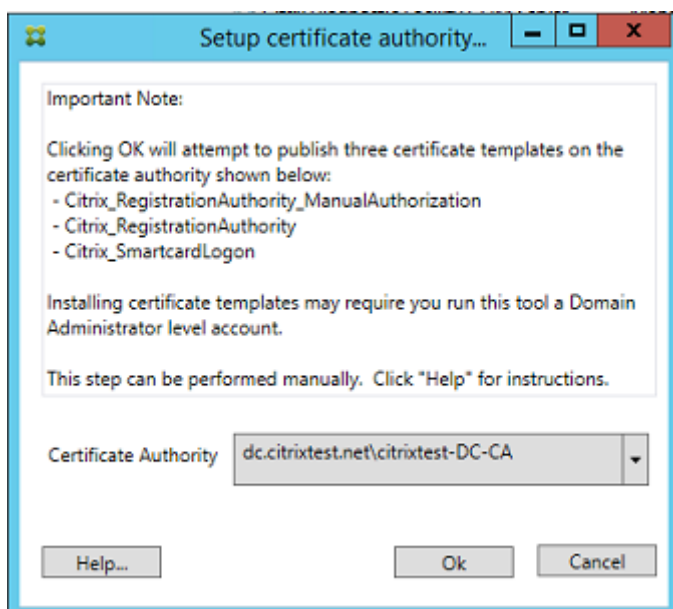 Setup certificate authority...
Important Note:
Clicking OK will attempt to publish three certificate templates on the
certificate authority shown below:
- Citrix_RegistrationAuthority_ManualAuthorization
- Citrix_RegistrationAuthority
- Citrix_SmartcardLogon
Installing certificate templates may require you run this tool a Domain
Administrator level account.
This step can be performed manually. Click "Help" for instructions.
Certificate Authority dc.citrixtest.net\citrixtest-DC-CA
Help... Ok Cancel